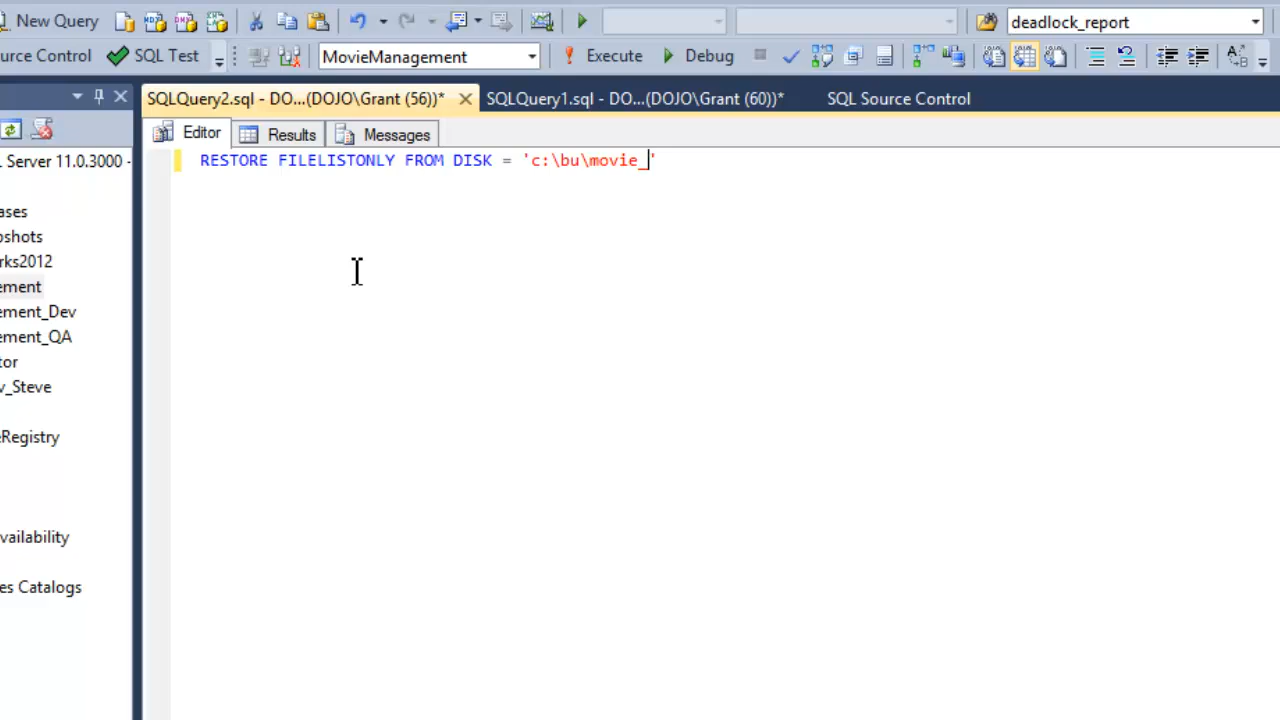 New Query
deadlock_report
urce Control
SQL Test
MovieManagement
Execute
Debug
SQLQuery2.sql - DO...(DOJO\Grant (56))*
SQLQuery1.sql - DO...(DOJO\Grant (60))*
SQL Source Control
Editor
Results
Messages
RESTORE FILELISTONLY FROM DISK = 'c:\bu\movie_'
L Server 11.0.3000 -
ases
pshots
rks2012
ement
ement_Dev
ement_QA
tor
v_Steve
eRegistry
vailability
es Catalogs